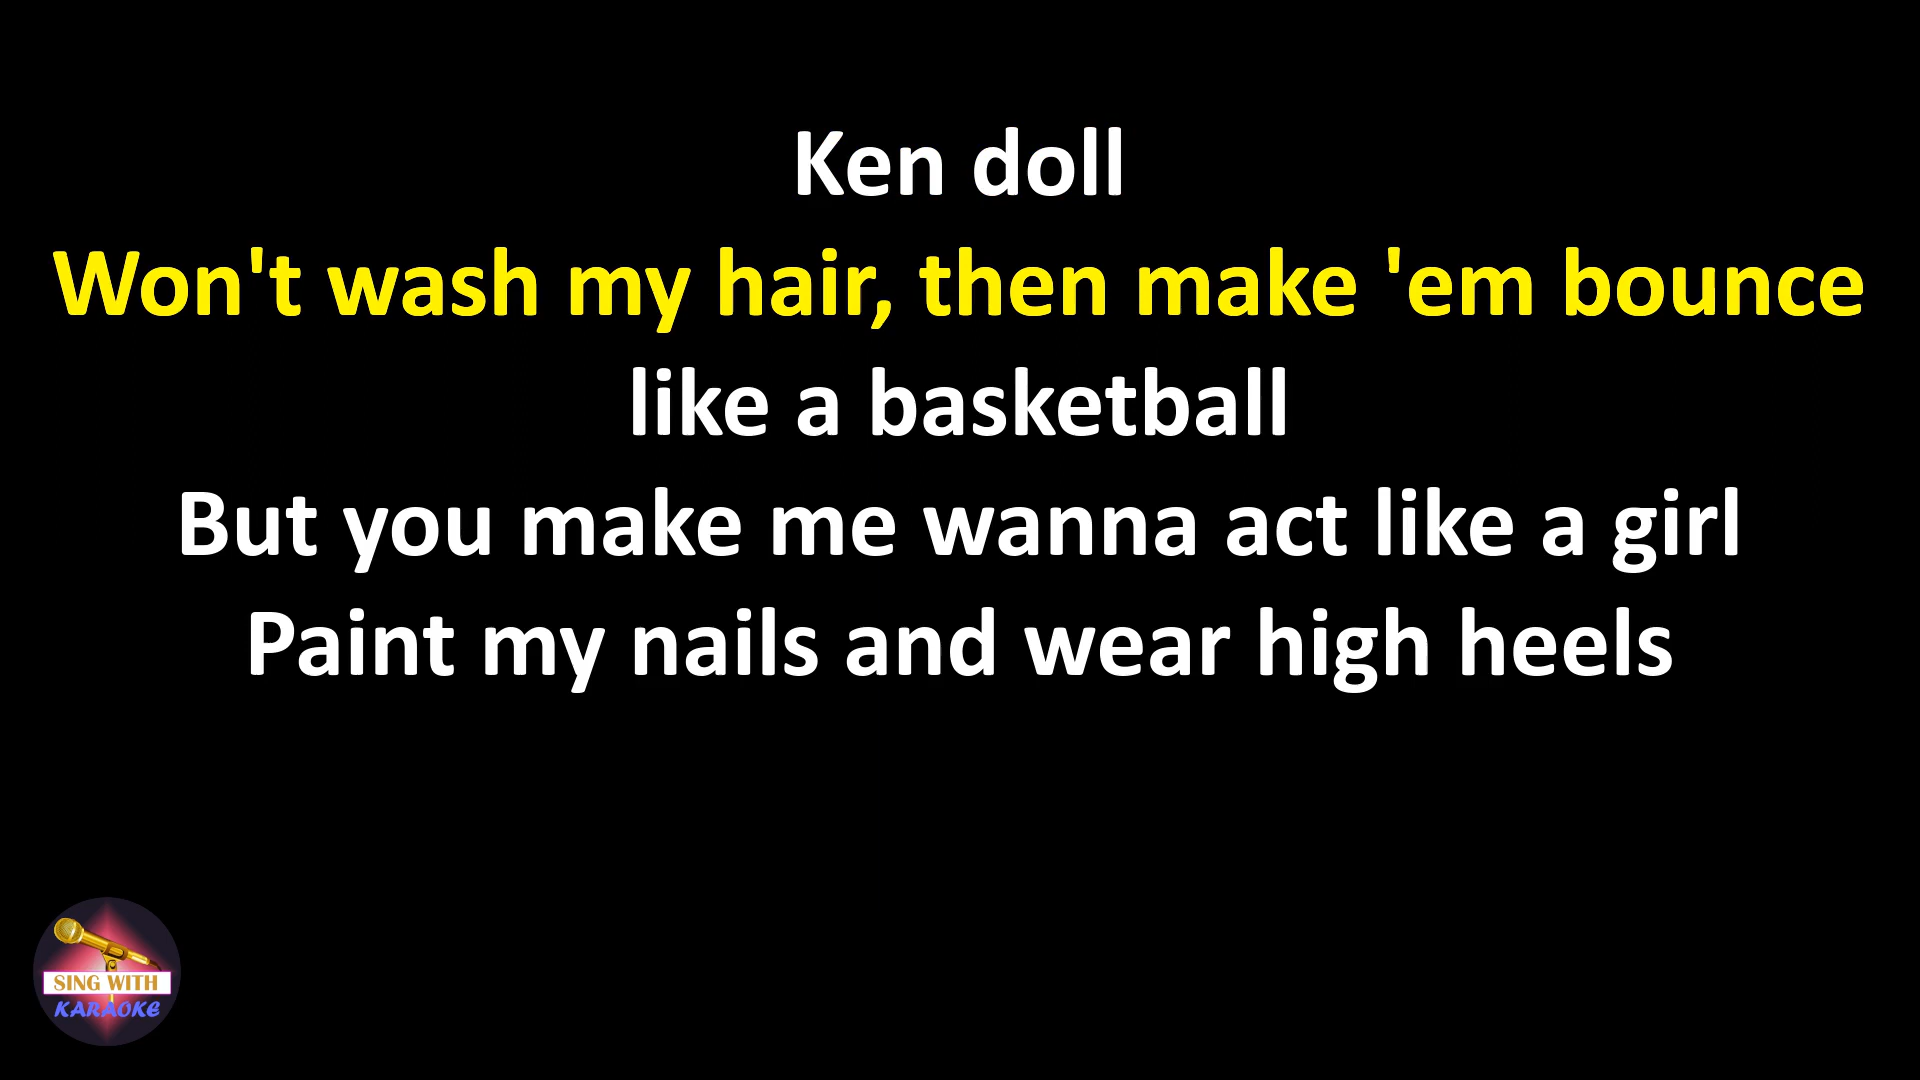 Ken doll
Won't wash my hair, then make 'em bounce
like a basketball
But you make me wanna act like a girl
Paint my nails and wear high heels
SING WITH
KARAOKE